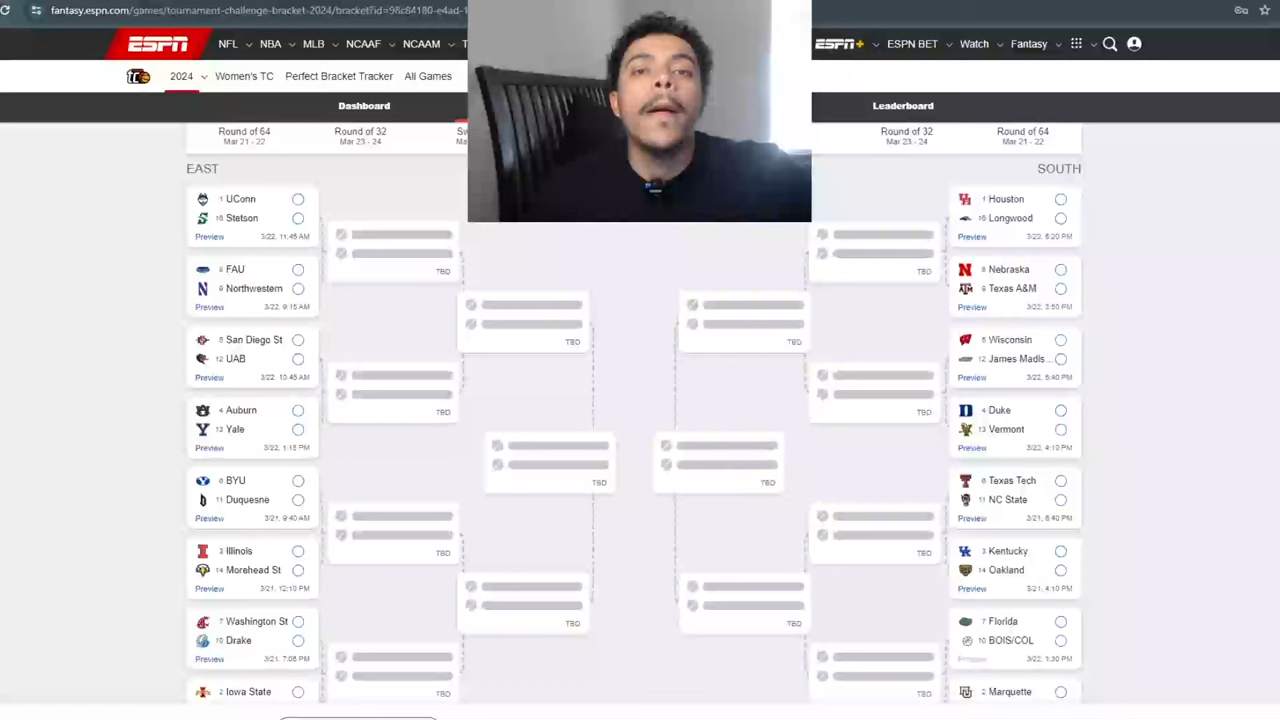 fantasy.espn.com/games/tournament-challenge-bracket-2024/bracket?id=98c84180-e4ad-1
ESPN NFL NBA MLB NCAAF NCAAM T ESPN+ ESPN BET Watch Fantasy
TC 2024 Women's TC Perfect Bracket Tracker All Games
Dashboard Leaderboard
Round of 64 Round of 32 Round of 32 Round of 64
Mar 21 - 22 Mar 23 - 24 Mar 23 - 24 Mar 21 - 22
EAST
1 UConn
16 Stetson
Preview 3/22, 11:45 AM
8 FAU
9 Northwestern
Preview 3/22, 9:15 AM
5 San Diego St
12 UAB
Preview 3/22, 10:45 AM
4 Auburn
13 Yale
Preview 3/22, 1:15 PM
6 BYU
11 Duquesne
Preview 3/21, 9:40 AM
3 Illinois
14 Morehead St
Preview 3/21, 12:10 PM
7 Washington St
10 Drake
Preview 3/21, 7:05 PM
2 Iowa State
TBD
TBD
TBD
TBD
TBD
TBD
TBD
TBD
TBD
TBD
TBD
TBD
TBD
TBD
SOUTH
1 Houston
16 Longwood
Preview 3/22, 6:20 PM
8 Nebraska
9 Texas A&M
Preview 3/22, 3:50 PM
5 Wisconsin
12 James Madis...
Preview 3/22, 6:40 PM
4 Duke
13 Vermont
Preview 3/22, 4:10 PM
6 Texas Tech
11 NC State
Preview 3/21, 6:40 PM
3 Kentucky
14 Oakland
Preview 3/21, 4:10 PM
7 Florida
10 BOIS/COL
Preview 3/22, 1:30 PM
2 Marquette